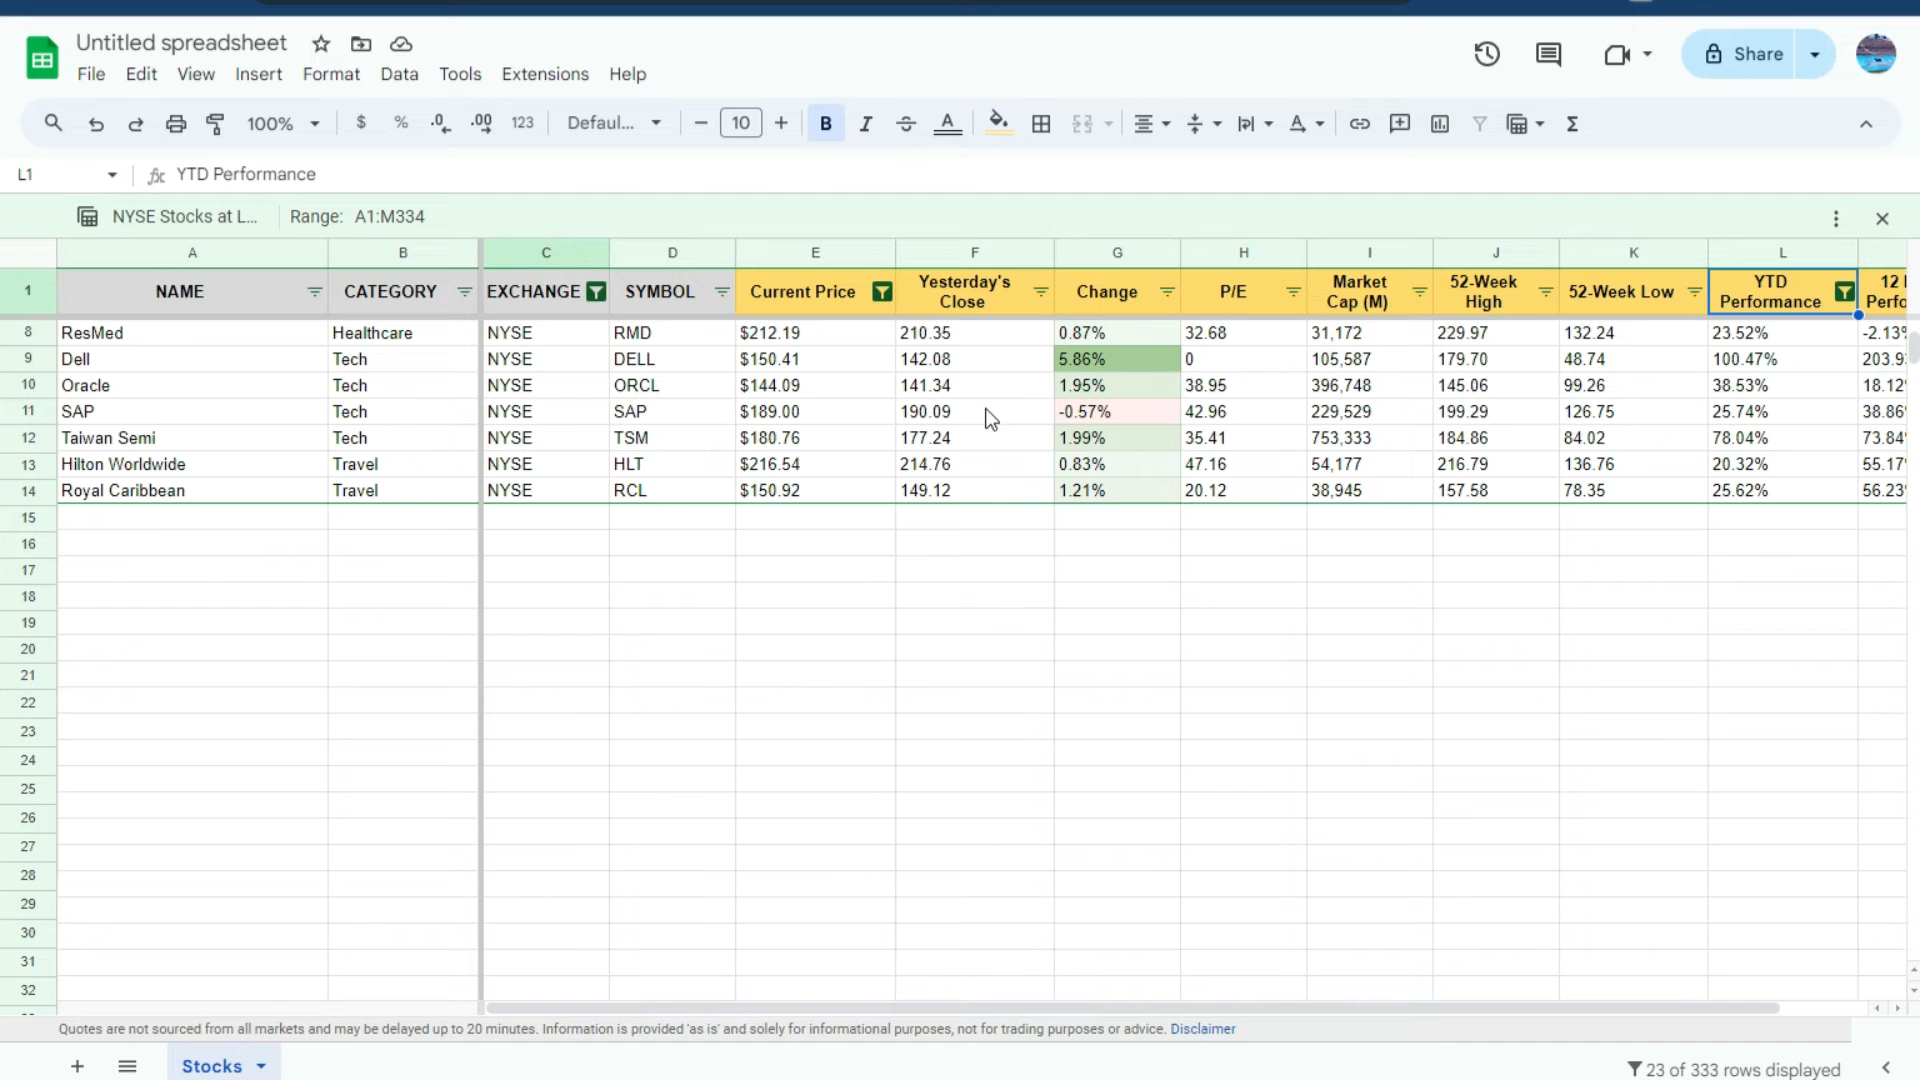 Untitled spreadsheet
File Edit View Insert Format Data Tools Extensions Help
Share
100% $ % .0 .00 123 Defaul... 10 B I A
L1 fx YTD Performance
NYSE Stocks at L... Range: A1:M334
A B C D E F G H I J K L
1 NAME CATEGORY EXCHANGE SYMBOL Current Price Yesterday's Close Change P/E Market Cap (M) 52-Week High 52-Week Low YTD Performance 12
8 ResMed Healthcare NYSE RMD $212.19 210.35 0.87% 32.68 31,172 229.97 132.24 23.52% -2.13%
9 Dell Tech NYSE DELL $150.41 142.08 5.86% 0 105,587 179.70 48.74 100.47% 203.9
10 Oracle Tech NYSE ORCL $144.09 141.34 1.95% 38.95 396,748 145.06 99.26 38.53% 18.12
11 SAP Tech NYSE SAP $189.00 190.09 -0.57% 42.96 229,529 199.29 126.75 25.74% 38.86
12 Taiwan Semi Tech NYSE TSM $180.76 177.24 1.99% 35.41 753,333 184.86 84.02 78.04% 73.84
13 Hilton Worldwide Travel NYSE HLT $216.54 214.76 0.83% 47.16 54,177 216.79 136.76 20.32% 55.17
14 Royal Caribbean Travel NYSE RCL $150.92 149.12 1.21% 20.12 38,945 157.58 78.35 25.62% 56.23
15
16
17
18
19
20
21
22
23
24
25
26
27
28
29
30
31
32
Quotes are not sourced from all markets and may be delayed up to 20 minutes. Information is provided 'as is' and solely for informational purposes, not for trading purposes or advice. Disclaimer
Stocks
23 of 333 rows displayed